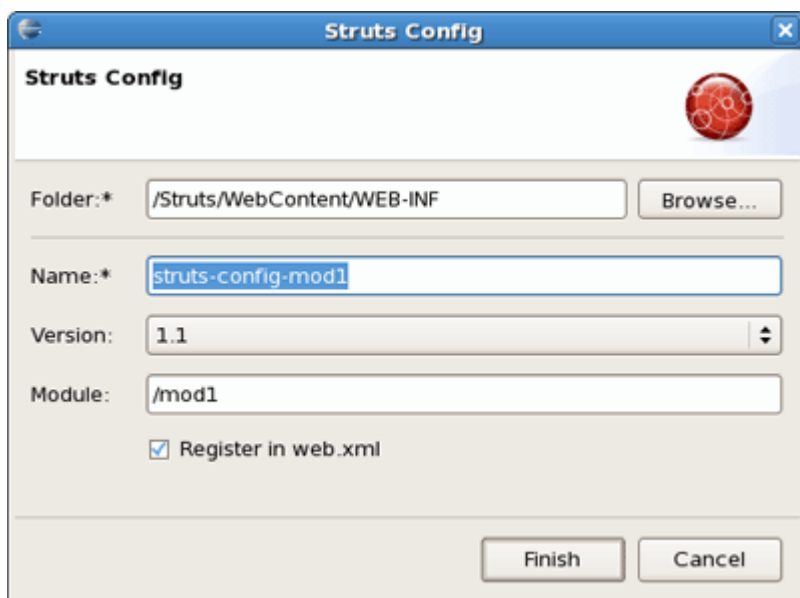 Struts Config
Struts Config
Folder:* /Struts/WebContent/WEB-INF Browse...
Name:* struts-config-mod1
Version: 1.1
Module: /mod1
Register in web.xml
Finish Cancel